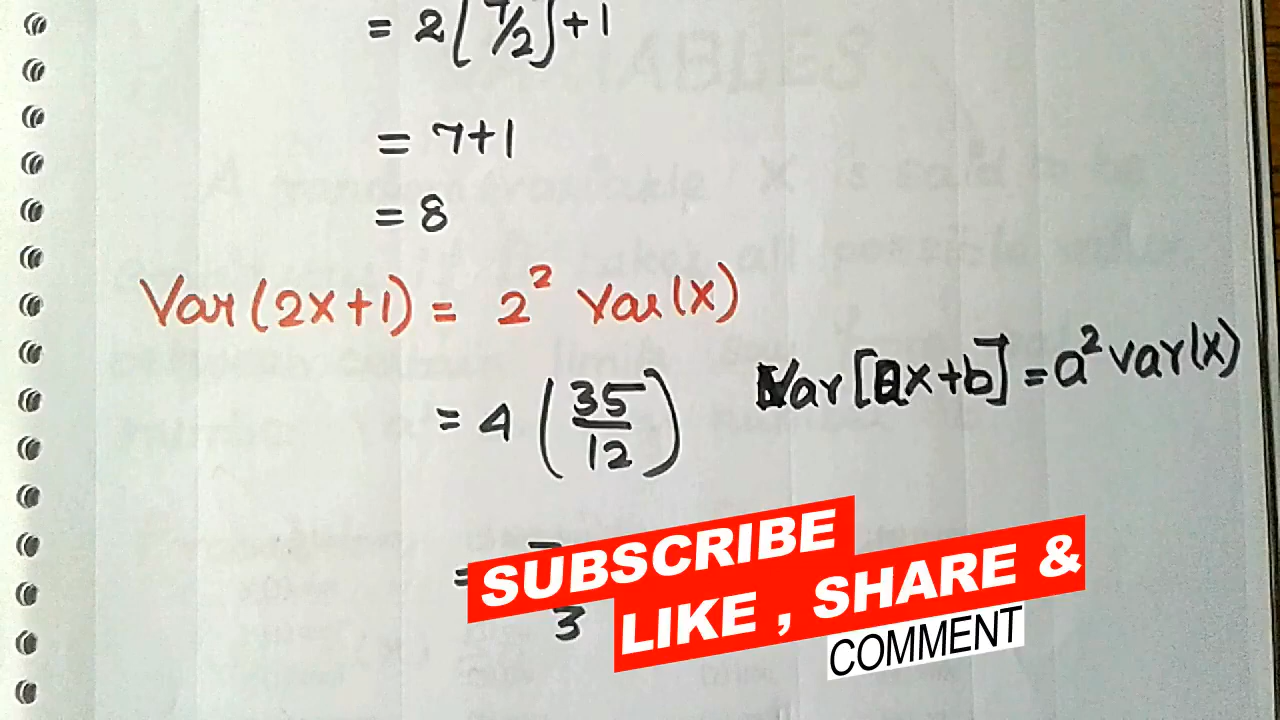 = 2[7/2]+1
= 7+1
= 8
Var(2x+1) = 2² Var(x)
Var[ax+b] = a² var(x)
= 4 (35/12)
=
3
SUBSCRIBE
LIKE , SHARE &
COMMENT